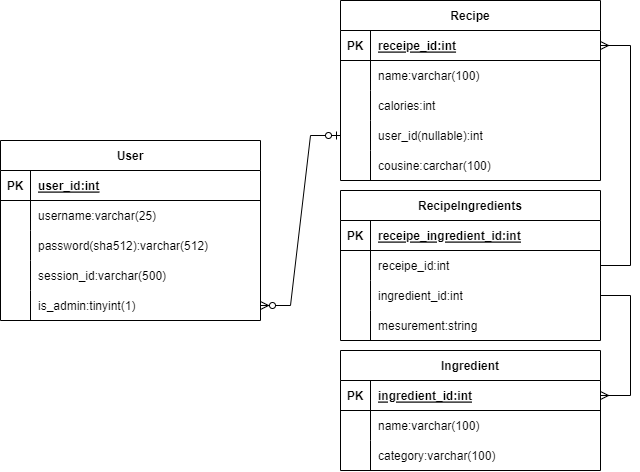 User
PK user_id:int
username:varchar(25)
password(sha512):varchar(512)
session_id:varchar(500)
is_admin:tinyint(1)
Recipe
PK receipe_id:int
name:varchar(100)
calories:int
user_id(nullable):int
cousine:carchar(100)
RecipeIngredients
PK receipe_ingredient_id:int
receipe_id:int
ingredient_id:int
mesurement:string
Ingredient
PK ingredient_id:int
name:varchar(100)
category:varchar(100)